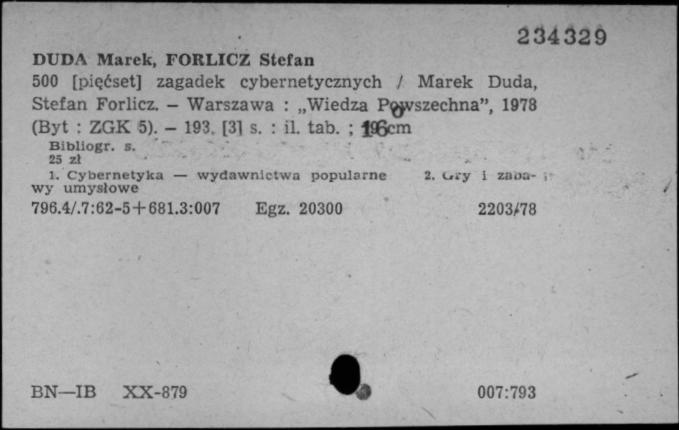 234329
DUDA Marek, FORLICZ Stefan
500 [pięćset] zagadek cybernetycznych / Marek Duda,
Stefan Forlicz. — Warszawa : „Wiedza Powszechna”, 1978
(Byt : ZGK 5). — 193, [3] s. : il. tab. ; cm
Bibliogr. s.
25 zł
1. Cybernetyka — wydawnictwa popularne 2. Gry i zaba-
wy umysłowe
796.4/.7:62-5+681.3:007 Egz. 20300 2203/78
BN—IB XX-879 007:793